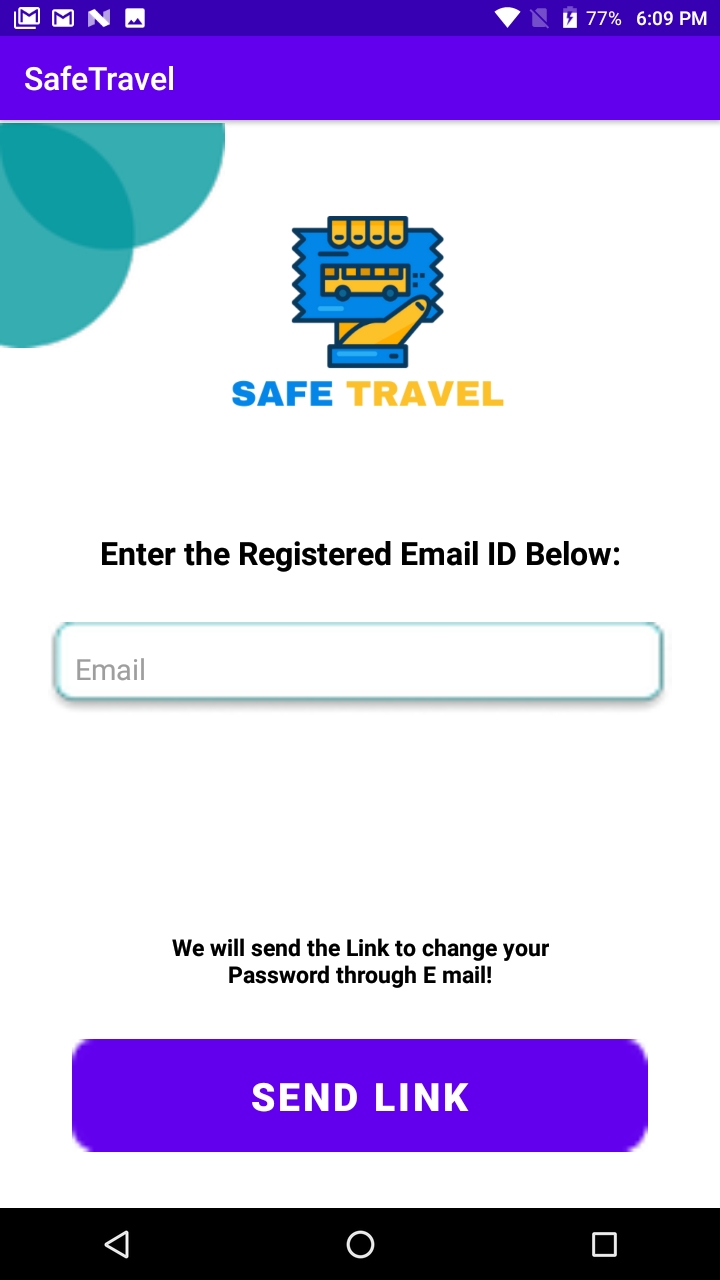 77% 6:09 PM
SafeTravel
SAFE TRAVEL
Enter the Registered Email ID Below:
Email
We will send the Link to change your
Password through E mail!
SEND LINK